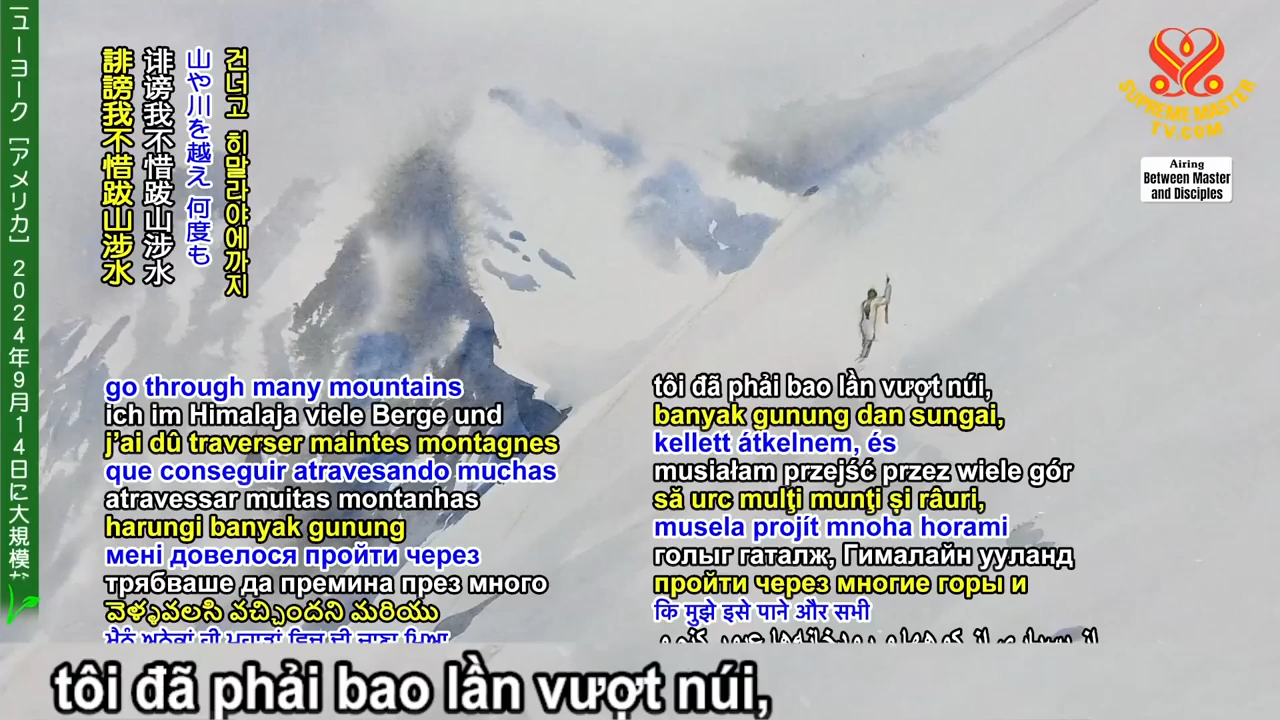 ニューヨーク［アメリカ］2024年9月14日に大規模な
誹謗我不惜跋山涉水
诽谤我不惜跋山涉水
山や川を越え 何度も
건너고 히말라야에까지
SUPREME MASTER
TV.COM
Airing
Between Master
and Disciples
go through many mountains
ich im Himalaja viele Berge und
j’ai dû traverser maintes montagnes
que conseguir atravesando muchas
atravessar muitas montanhas
harungi banyak gunung
мені довелося пройти через
трябваше да премина през много
వెళ్ళవలసి వచ్చిందని మరియు
ਮੈਨੂੰ ਅਨੇਕਾਂ ਹੀ ਪਹਾੜਾਂ ਵਿਚ ਦੀ ਜਾਣਾ ਪਿਆ
tôi đã phải bao lần vượt núi,
banyak gunung dan sungai,
kellett átkelnem, és
musiałam przejść przez wiele gór
să urc mulţi munţi și râuri,
musela projít mnoha horami
голыг гаталж, Гималайн ууланд
пройти через многие горы и
कि मुझे इसे पाने और सभी
tôi đã phải bao lần vượt núi,